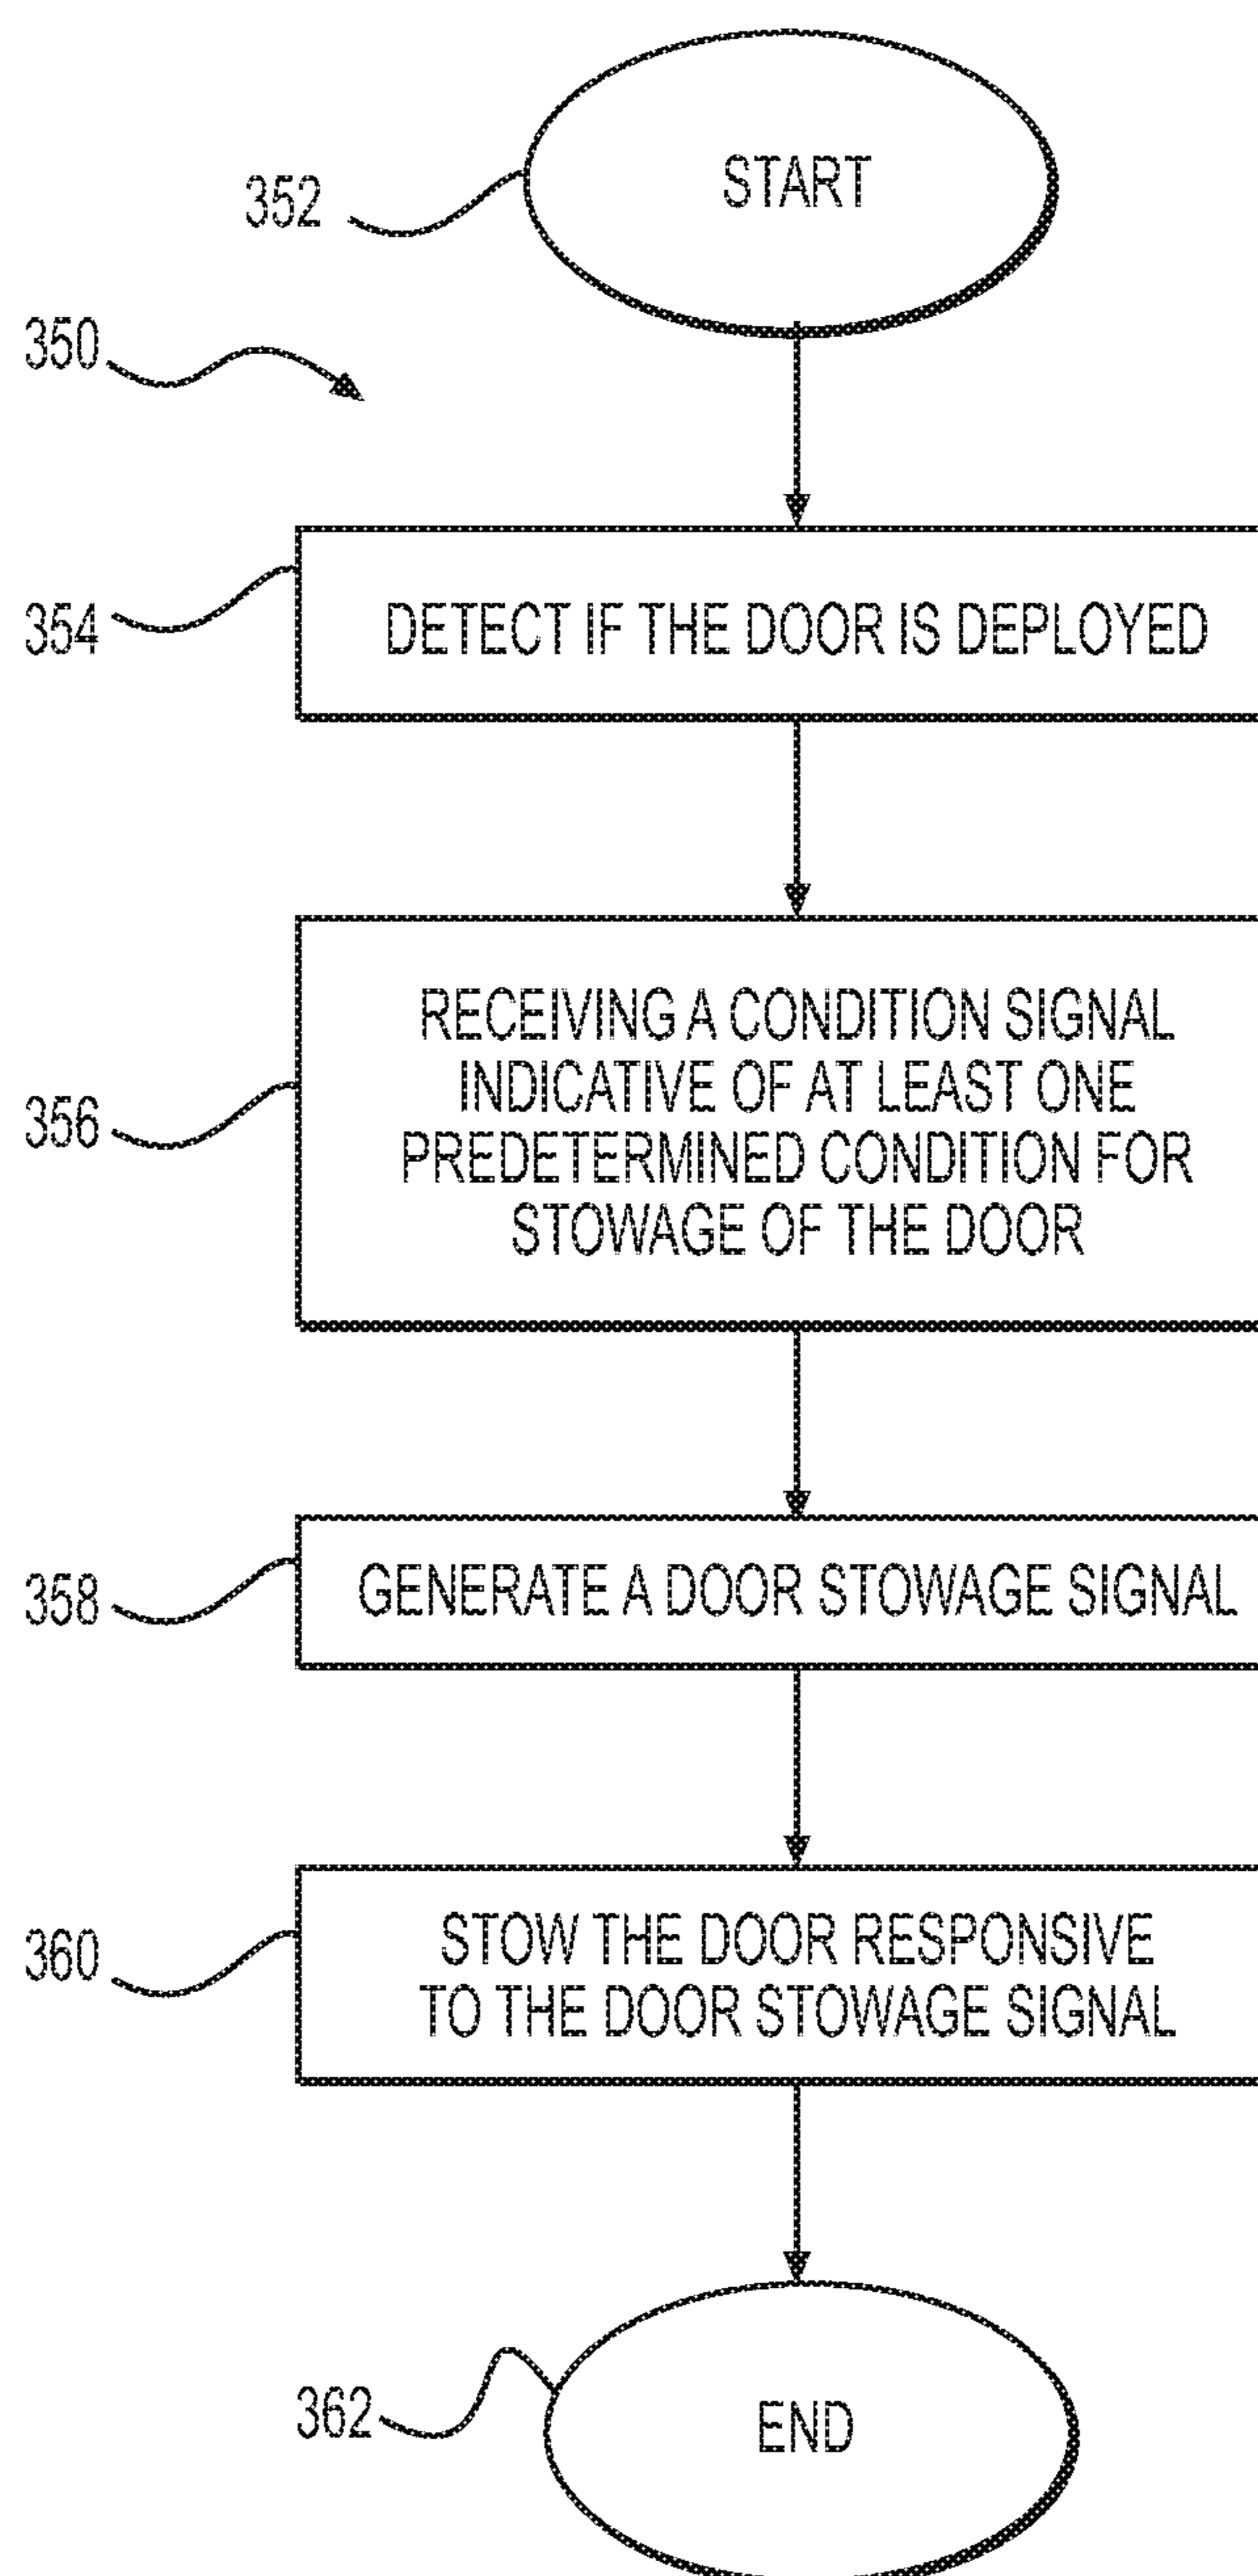 START
352
350
354
DETECT IF THE DOOR IS DEPLOYED
RECEIVING A CONDITION SIGNAL
INDICATIVE OF AT LEAST ONE
356
PREDETERMINED CONDITION FOR
STOWAGE OF THE DOOR
358
GENERATE A DOOR STOWAGE SIGNAL
360
STOW THE DOOR RESPONSIVE
TO THE DOOR STOWAGE SIGNAL
362
END